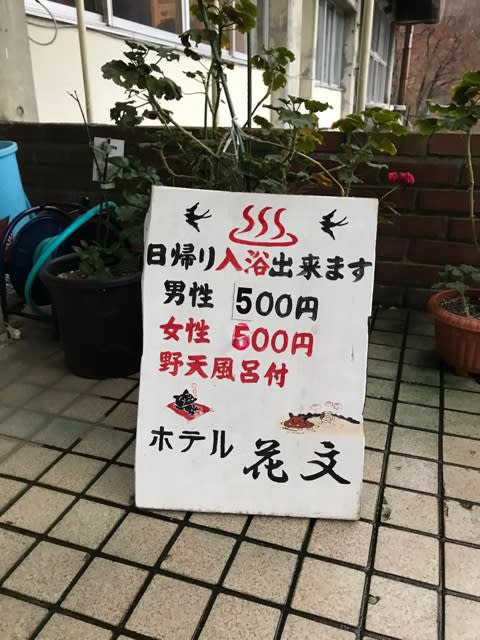 日帰り入浴出来ます
男性 500円
女性 500円
野天風呂付
ホテル 花文